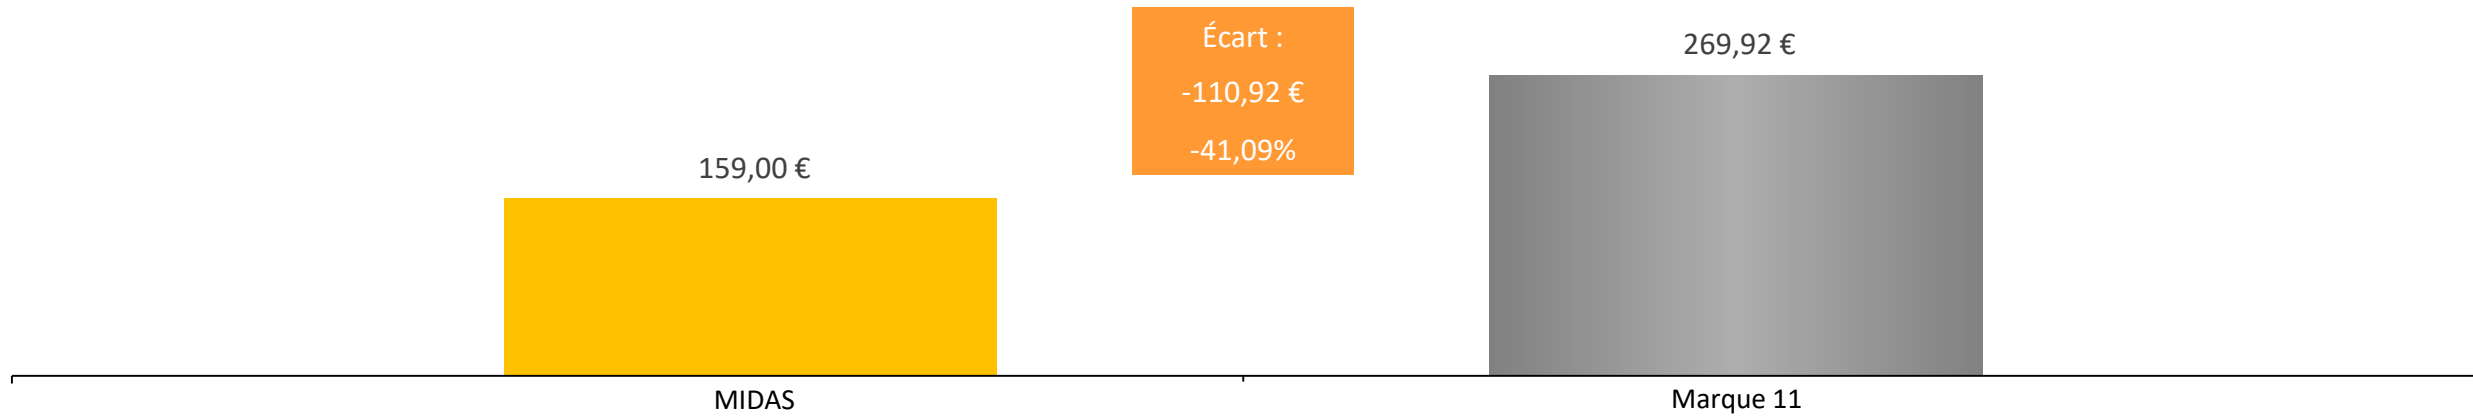 Écart :
-110,92 €
-41,09%
269,92 €
159,00 €
MIDAS
Marque 11